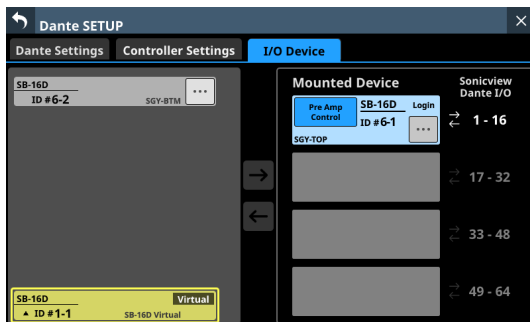 Dante SETUP
Dante Settings
Controller Settings
I/O Device
SB-16D
ID #6-2
SGY-BTM
...
SB-16D
Virtual
▲ ID #1-1
SB-16D Virtual
Mounted Device
Sonicview
Dante I/O
Pre Amp
Control
SB-16D
Login
ID #6-1
...
SGY-TOP
1 - 16
17 - 32
33 - 48
49 - 64